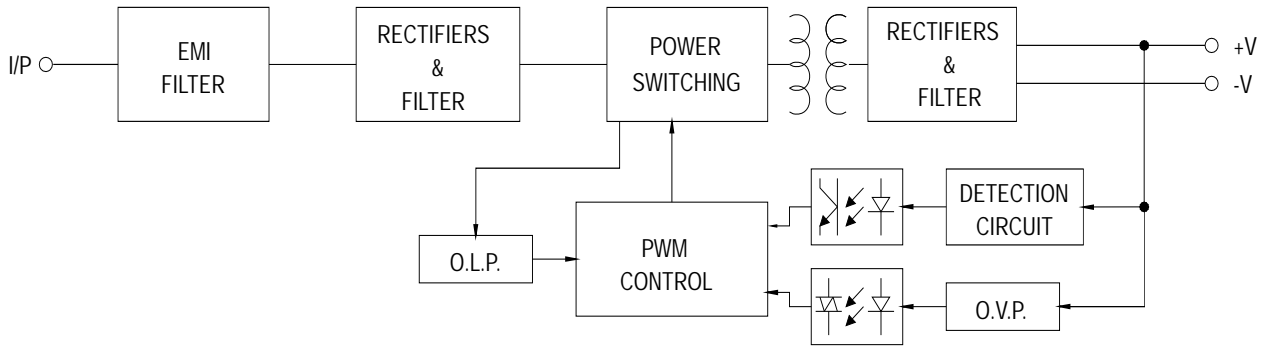 I/P
EMI
FILTER
RECTIFIERS
&
FILTER
POWER
SWITCHING
RECTIFIERS
&
FILTER
+V
-V
O.L.P.
PWM
CONTROL
DETECTION
CIRCUIT
O.V.P.